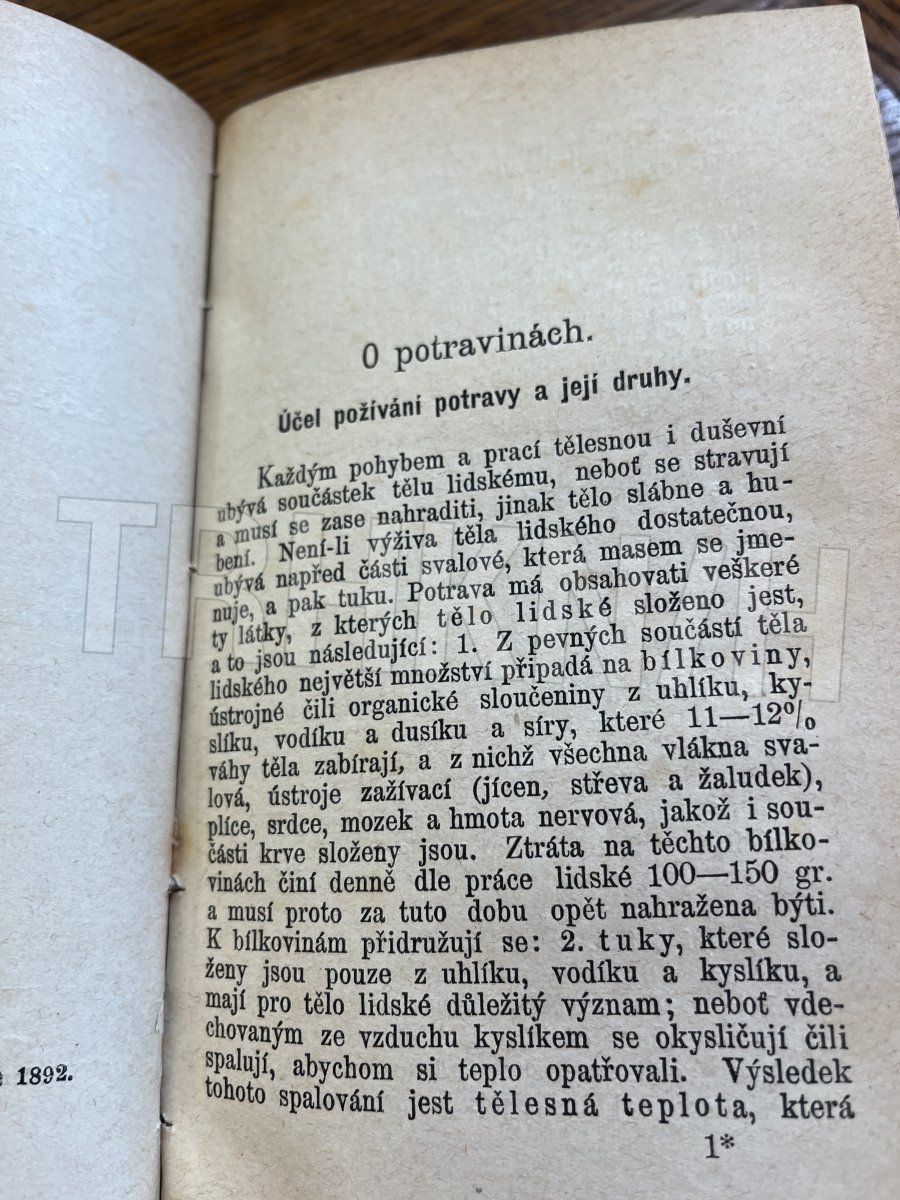 1892.
O potravinách.
Účel požívání potravy a její druhy.
Každým pohybem a prací tělesnou i duševní
ubývá součástek tělu lidskému, neboť se stravují
a musí se zase nahraditi, jinak tělo slábne a hu-
bení. Není-li výživa těla lidského dostatečnou,
ubývá napřed části svalové, která masem se jme-
nuje, a pak tuku. Potrava má obsahovati veškeré
ty látky, z kterých tělo lidské složeno jest,
a to jsou následující: 1. Z pevných součástí těla
lidského největší množství připadá na bílkoviny,
ústrojné čili organické sloučeniny z uhlíku, ky-
slíku, vodíku a dusíku a síry, které 11—12%
váhy těla zabírají, a z nichž všechna vlákna sva-
lová, ústroje zažívací (jícen, střeva a žaludek),
plíce, srdce, mozek a hmota nervová, jakož i sou-
části krve složeny jsou. Ztráta na těchto bílko-
vinách činí denně dle práce lidské 100—150 gr.
a musí proto za tuto dobu opět nahražena býti.
K bílkovinám přidružují se: 2. tuky, které slo-
ženy jsou pouze z uhlíku, vodíku a kyslíku, a
mají pro tělo lidské důležitý význam; neboť vde-
chovaným ze vzduchu kyslíkem se okysličují čili
spalují, abychom si teplo opatřovali. Výsledek
tohoto spalování jest tělesná teplota, která
1*